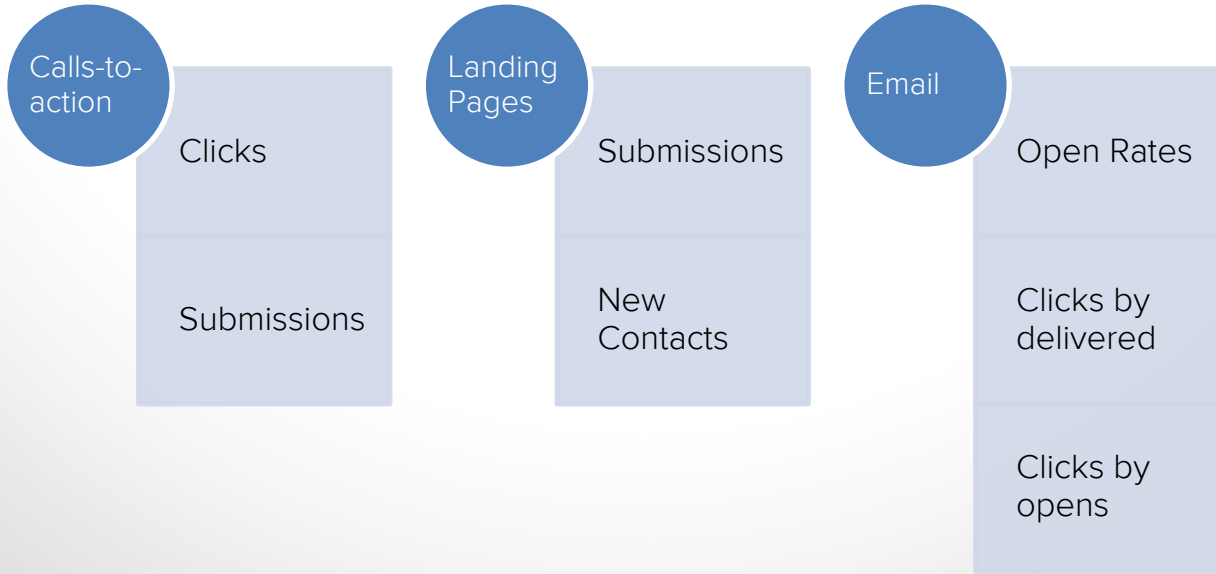 Calls-to-
action
Clicks
Submissions
Landing
Pages
Submissions
New
Contacts
Email
Open Rates
Clicks by
delivered
Clicks by
opens